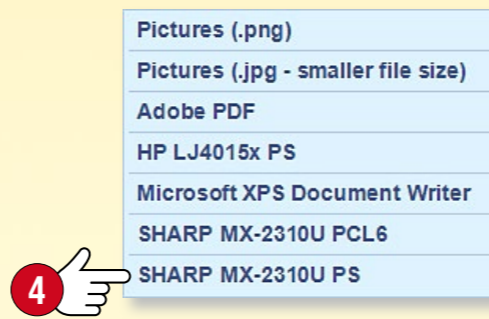 Pictures (.png)
Pictures (.jpg - smaller file size)
Adobe PDF
HP LJ4015x PS
Microsoft XPS Document Writer
SHARP MX-2310U PCL6
4 SHARP MX-2310U PS